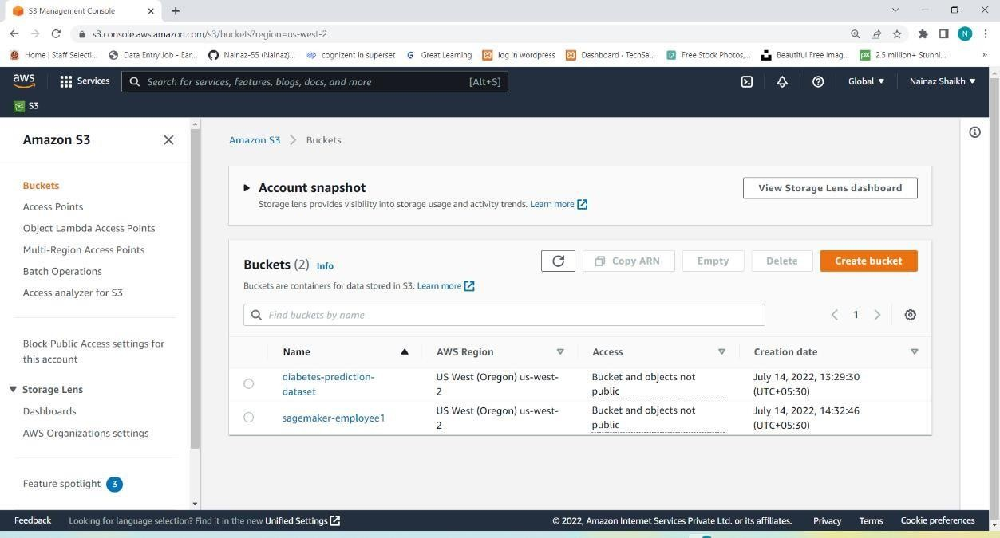 S3 Management Console
s3.console.aws.amazon.com/s3/buckets?region=us-west-2
N
Home | Staff Selecti...
Data Entry Job - Ear...
Nainaz-55 (Nainaz)...
cognizent in superset
Great Learning
log in wordpress
Dashboard ‹ TechSa...
Free Stock Photos,...
Beautiful Free Imag...
2.5 million+ Stunni...
aws
Services
Search for services, features, blogs, docs, and more
[Alt+S]
Global
Nainaz Shaikh
S3
Amazon S3
Buckets
Access Points
Object Lambda Access Points
Multi-Region Access Points
Batch Operations
Access analyzer for S3
Block Public Access settings for
this account
Storage Lens
Dashboards
AWS Organizations settings
Feature spotlight 3
Amazon S3 > Buckets
Account snapshot
Storage lens provides visibility into storage usage and activity trends. Learn more
View Storage Lens dashboard
Buckets (2) Info
Buckets are containers for data stored in S3. Learn more
Copy ARN
Empty
Delete
Create bucket
Find buckets by name
1
Name
AWS Region
Access
Creation date
diabetes-prediction-
dataset
US West (Oregon) us-west-
2
Bucket and objects not
public
July 14, 2022, 13:29:30
(UTC+05:30)
sagemaker-employee1
US West (Oregon) us-west-
2
Bucket and objects not
public
July 14, 2022, 14:32:46
(UTC+05:30)
Feedback
Looking for language selection? Find it in the new Unified Settings
© 2022, Amazon Internet Services Private Ltd. or its affiliates.
Privacy
Terms
Cookie preferences